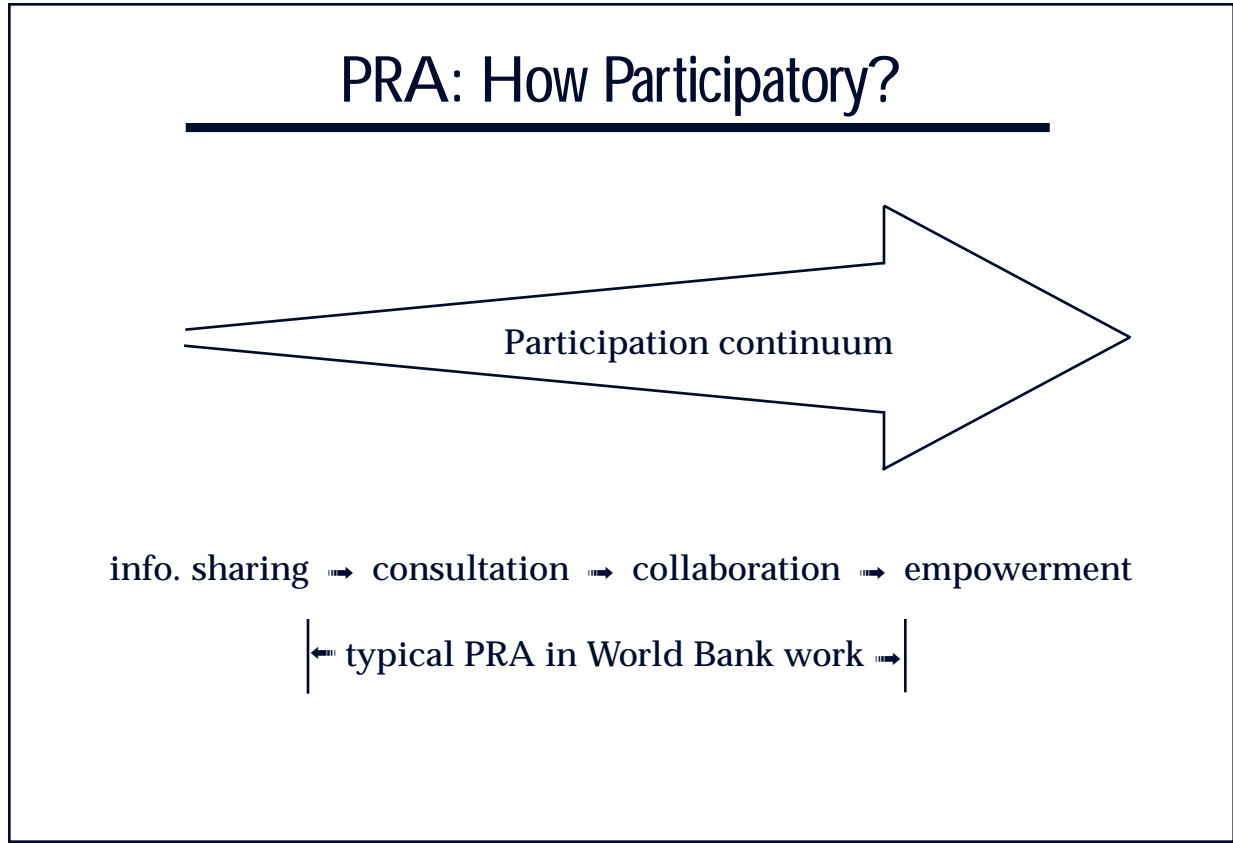 PRA: How Participatory?
Participation continuum
info. sharing ➟ consultation ➟ collaboration ➟ empowerment
typical PRA in World Bank work